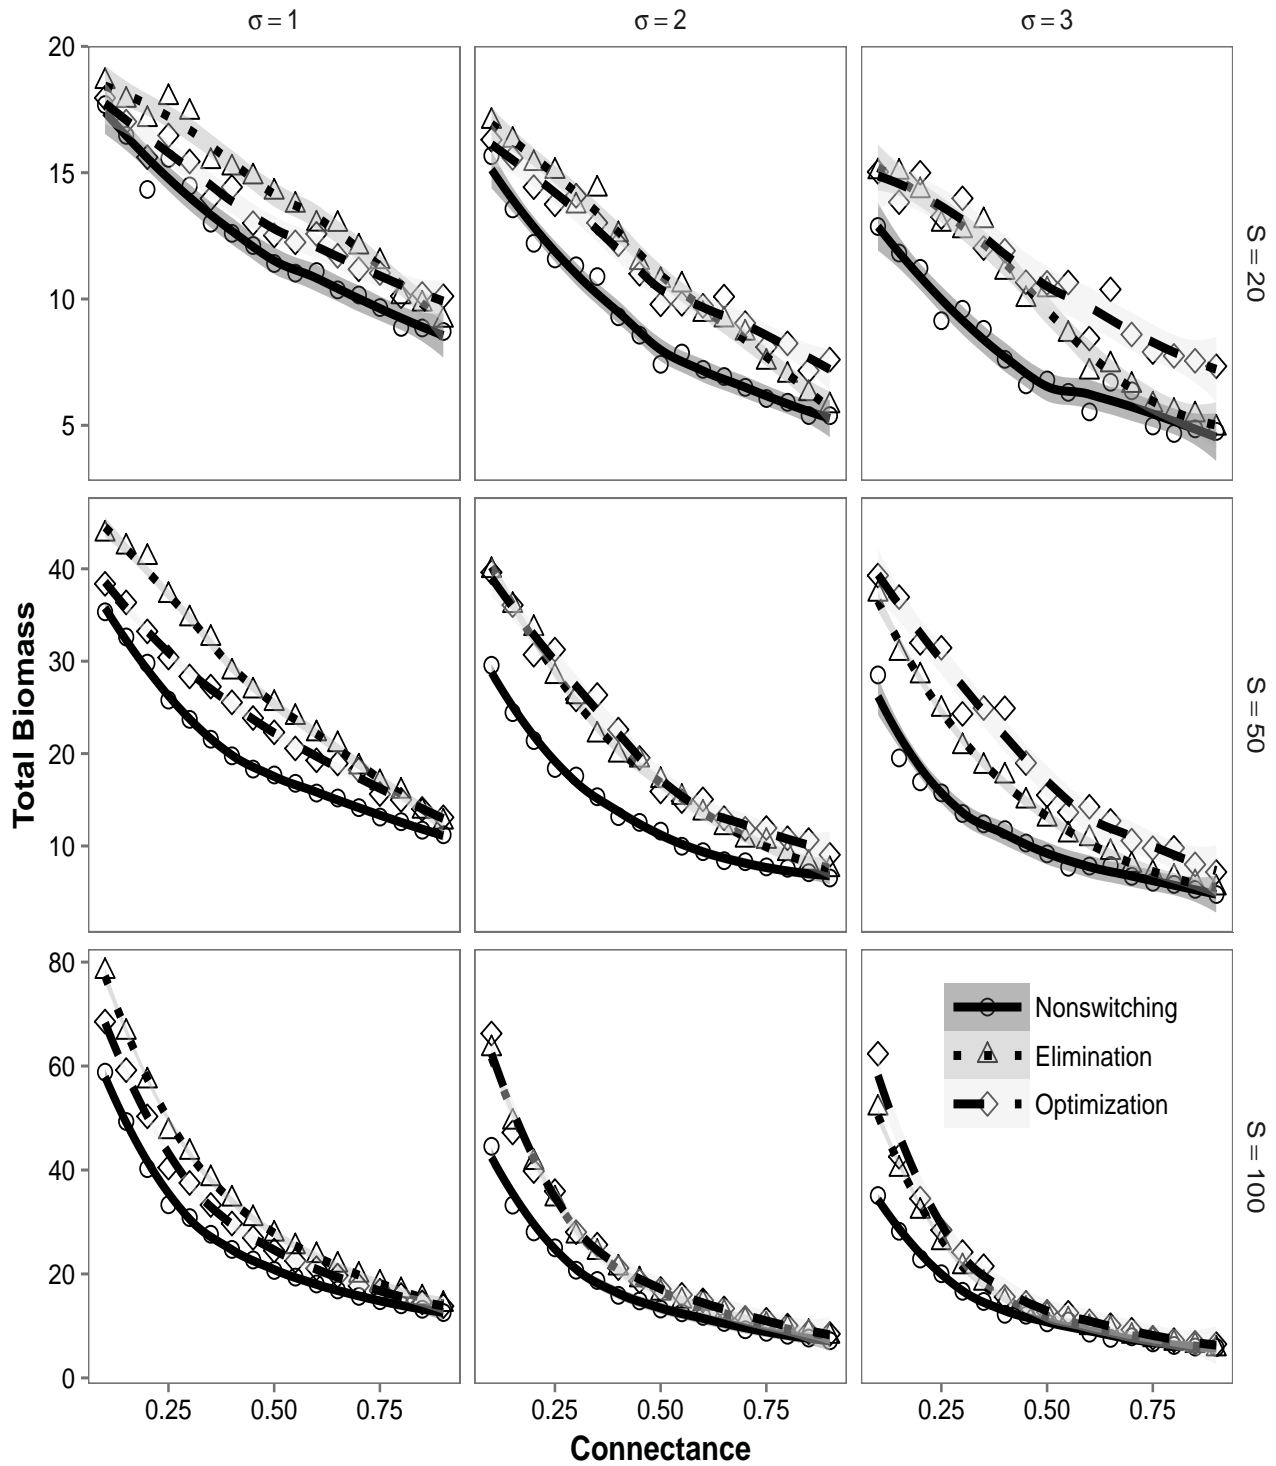 σ = 1
σ = 2
σ = 3
20
15
10
5
S = 20
40
30
20
10
S = 50
Total Biomass
80
60
40
20
0
S = 100
Nonswitching
Elimination
Optimization
0.25 0.50 0.75
0.25 0.50 0.75
0.25 0.50 0.75
Connectance